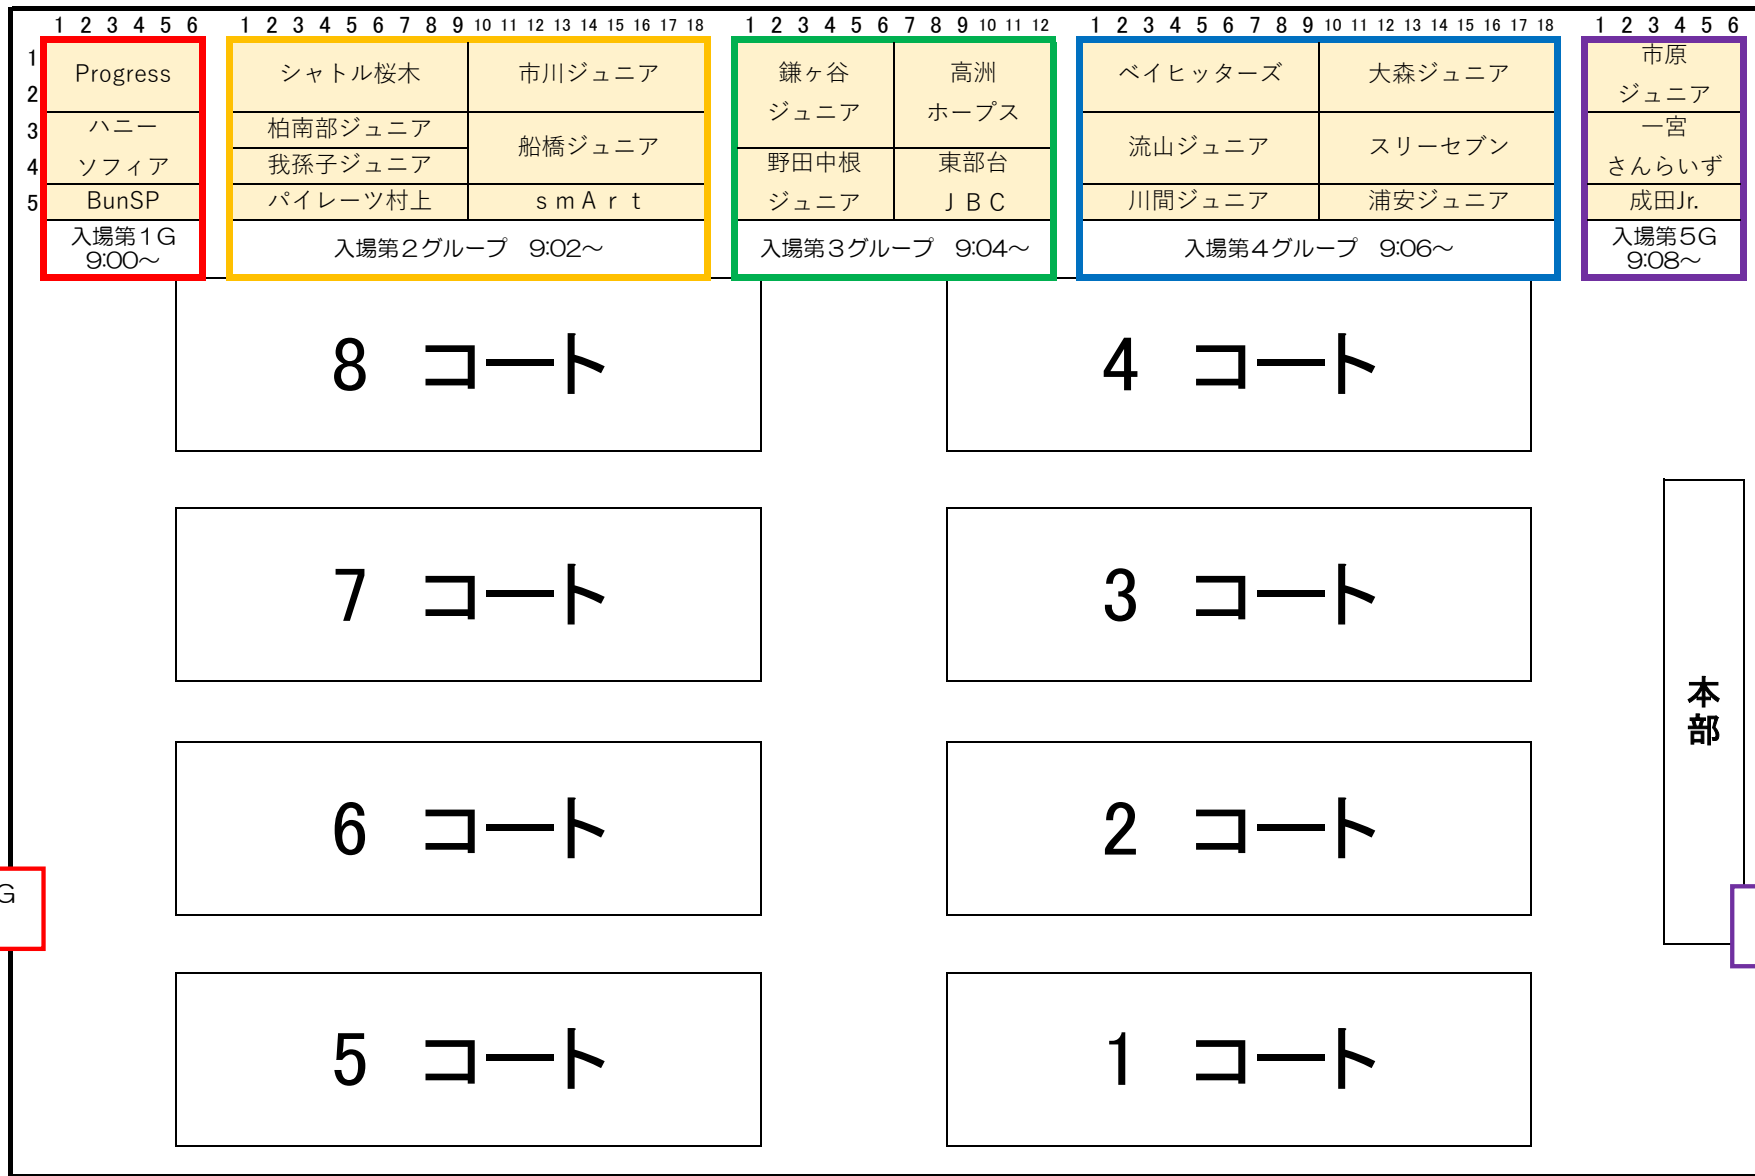 1 2 3 4 5 6 1 2 3 4 5 6 7 8 9 10 11 12 13 14 15 16 17 18 1 2 3 4 5 6 7 8 9 10 11 12 1 2 3 4 5 6 7 8 9 10 11 12 13 14 15 16 17 18 1 2 3 4 5 6
1
2
3
4
5
Progress
ハニー
ソフィア
BunSP
入場第1G
9:00～
シャトル桜木
市川ジュニア
柏南部ジュニア
我孫子ジュニア
船橋ジュニア
パイレーツ村上
ｓｍＡｒｔ
入場第2グループ 9:02～
鎌ヶ谷
ジュニア
高洲
ホープス
野田中根
ジュニア
東部台
ＪＢＣ
入場第3グループ 9:04～
ベイヒッターズ
大森ジュニア
流山ジュニア
スリーセブン
川間ジュニア
浦安ジュニア
入場第4グループ 9:06～
市原
ジュニア
一宮
さんらいず
成田Jr.
入場第5G
9:08～
8 コート
4 コート
7 コート
3 コート
本部
6 コート
2 コート
G
5 コート
1 コート